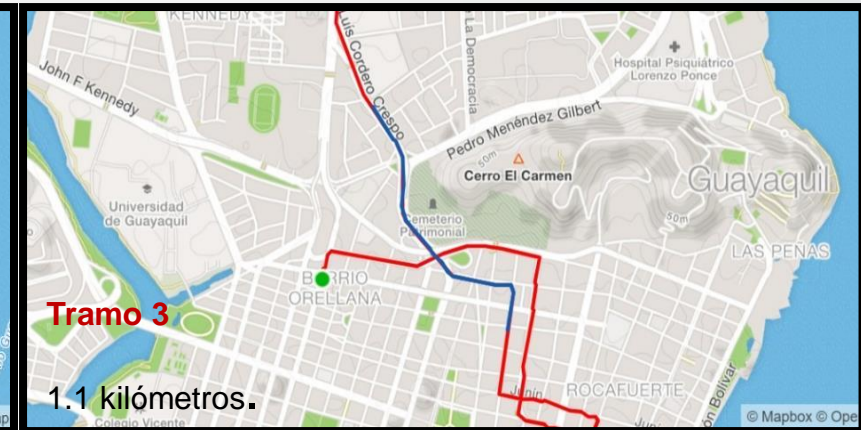 KENNEDY
John F Kennedy
Luis Cordero Crespo
La Democracia
Hospital Psiquiátrico
Lorenzo Ponce
Pedro Menéndez Gilbert
50m
Cerro El Carmen
Guayaquil
50m
Universidad
de Guayaquil
Cementerio
Patrimonial
LAS PEÑAS
BARRIO
ORELLANA
Tramo 3
1.1 kilómetros.
Junín
ROCAFUERTE
ón Bolívar
Colegio Vicente
© Mapbox © Ope